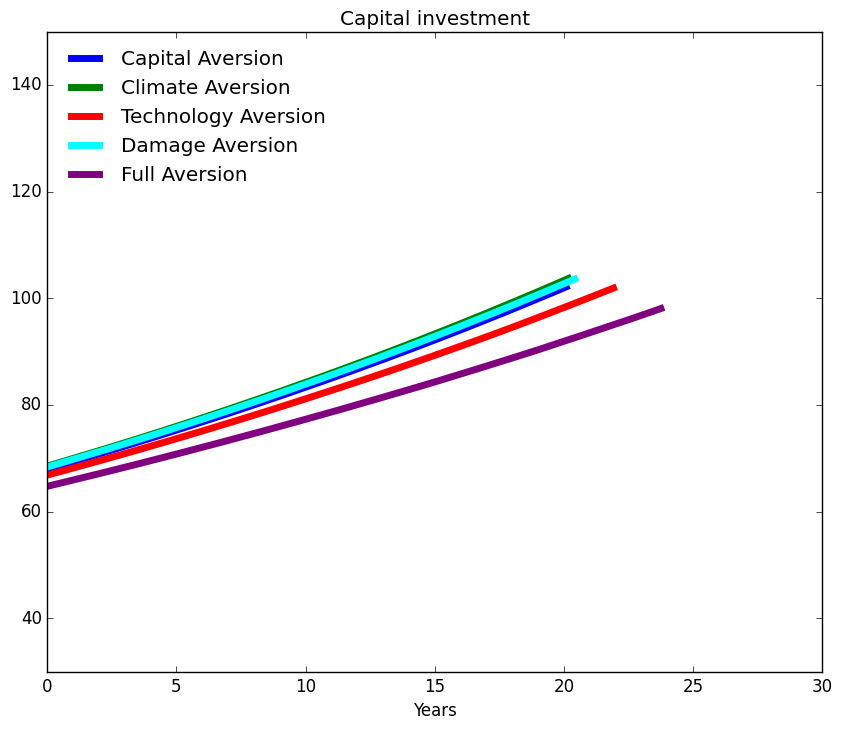 Capital investment
Capital Aversion
Climate Aversion
Technology Aversion
Damage Aversion
Full Aversion
140
120
100
80
60
40
0 5 10 15 20 25 30
Years